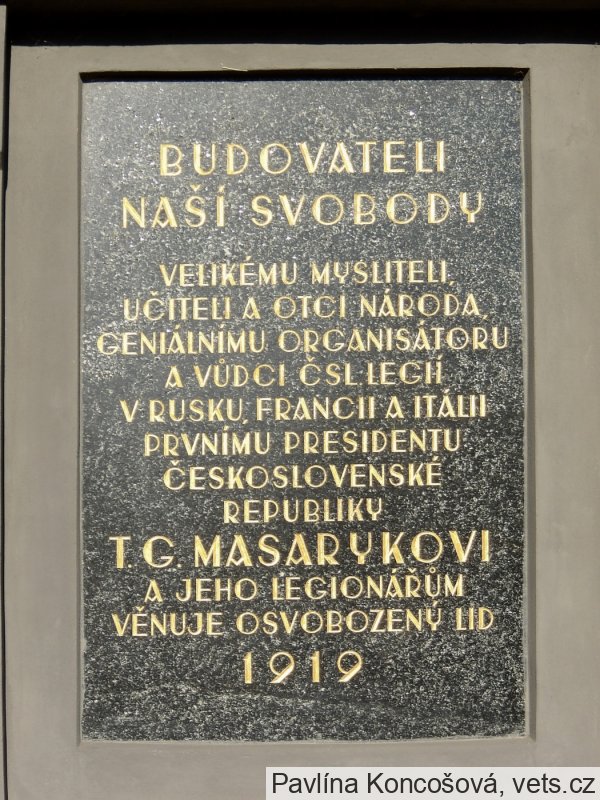 BUDOVATELI
NAŠÍ SVOBODY
VELIKÉMU MYSLITELI,
UČITELI A OTCI NÁRODA,
GENIÁLNÍMU ORGANISÁTORU
A VŮDCI ČSL. LEGIÍ
V RUSKU, FRANCII A ITÁLII
PRVNÍMU PRESIDENTU
ČESKOSLOVENSKÉ
REPUBLIKY
T. G. MASARYKOVI
A JEHO LEGIONÁŘŮM
VĚNUJE OSVOBOZENÝ LID
1919
Pavlína Koncošová, vets.cz